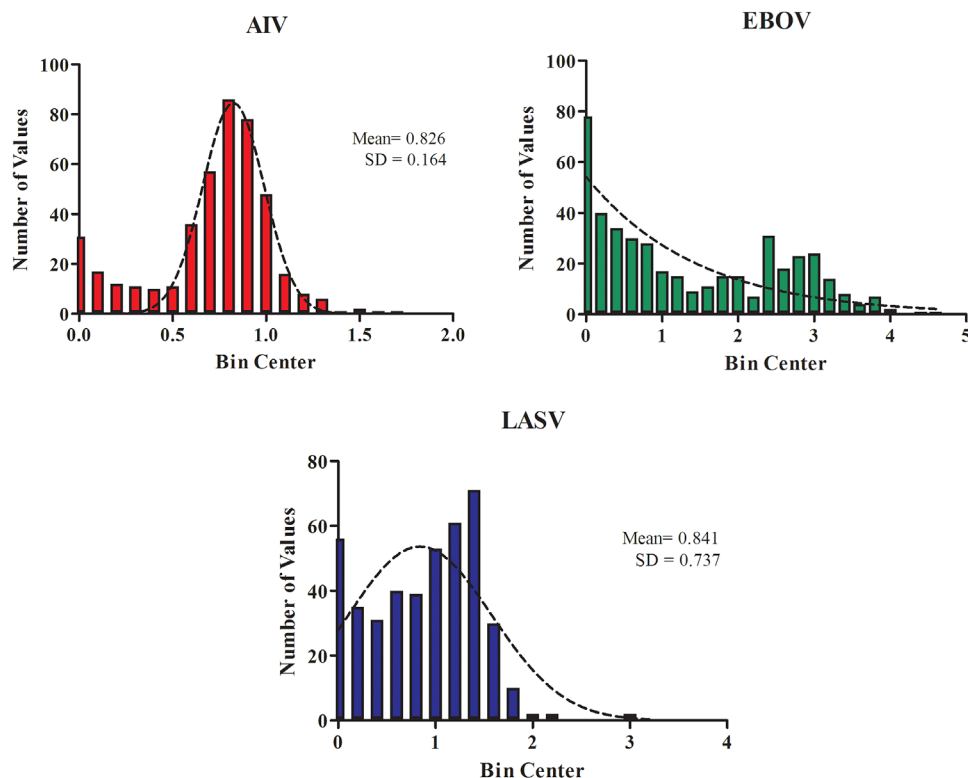 AIV
Number of Values
100
80
60
40
20
0
Mean= 0.826
SD = 0.164
0.0 0.5 1.0 1.5 2.0
Bin Center
EBOV
Number of Values
100
80
60
40
20
0
0 1 2 3 4 5
Bin Center
LASV
Number of Values
80
60
40
20
0
Mean= 0.841
SD = 0.737
0 1 2 3 4
Bin Center